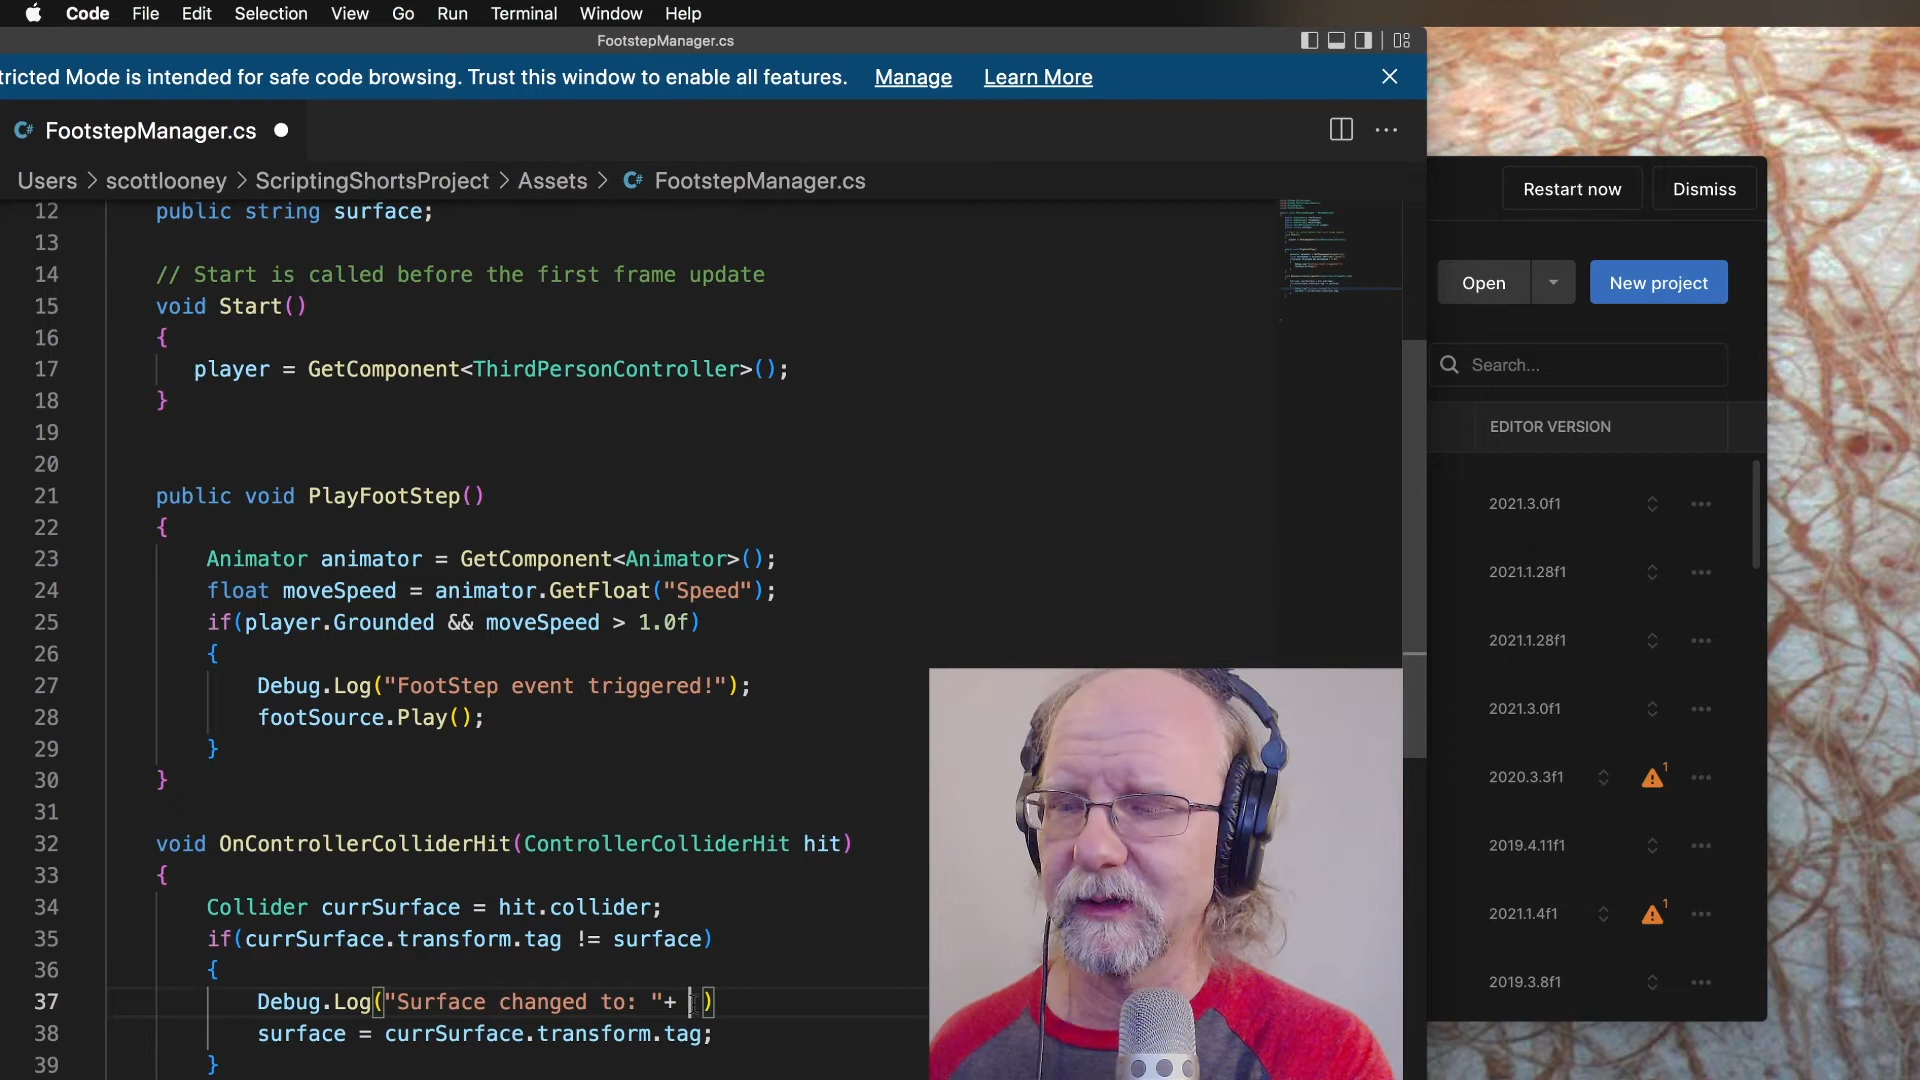 Code File Edit Selection View Go Run Terminal Window Help
FootstepManager.cs
tricted Mode is intended for safe code browsing. Trust this window to enable all features. Manage Learn More
FootstepManager.cs
Users > scottlooney > ScriptingShortsProject > Assets > FootstepManager.cs
12 public string surface;
13
14 // Start is called before the first frame update
15 void Start()
16 {
17 player = GetComponent<ThirdPersonController>();
18 }
19
20
21 public void PlayFootStep()
22 {
23 Animator animator = GetComponent<Animator>();
24 float moveSpeed = animator.GetFloat("Speed");
25 if(player.Grounded && moveSpeed > 1.0f)
26 {
27 Debug.Log("FootStep event triggered!");
28 footSource.Play();
29 }
30 }
31
32 void OnControllerColliderHit(ControllerColliderHit hit)
33 {
34 Collider currSurface = hit.collider;
35 if(currSurface.transform.tag != surface)
36 {
37 Debug.Log("Surface changed to: "+ )
38 surface = currSurface.transform.tag;
39 }
Restart now Dismiss
Open New project
Search...
EDITOR VERSION
2021.3.0f1
2021.1.28f1
2021.1.28f1
2021.3.0f1
2020.3.3f1 1
2019.4.11f1
2021.1.4f1 1
2019.3.8f1